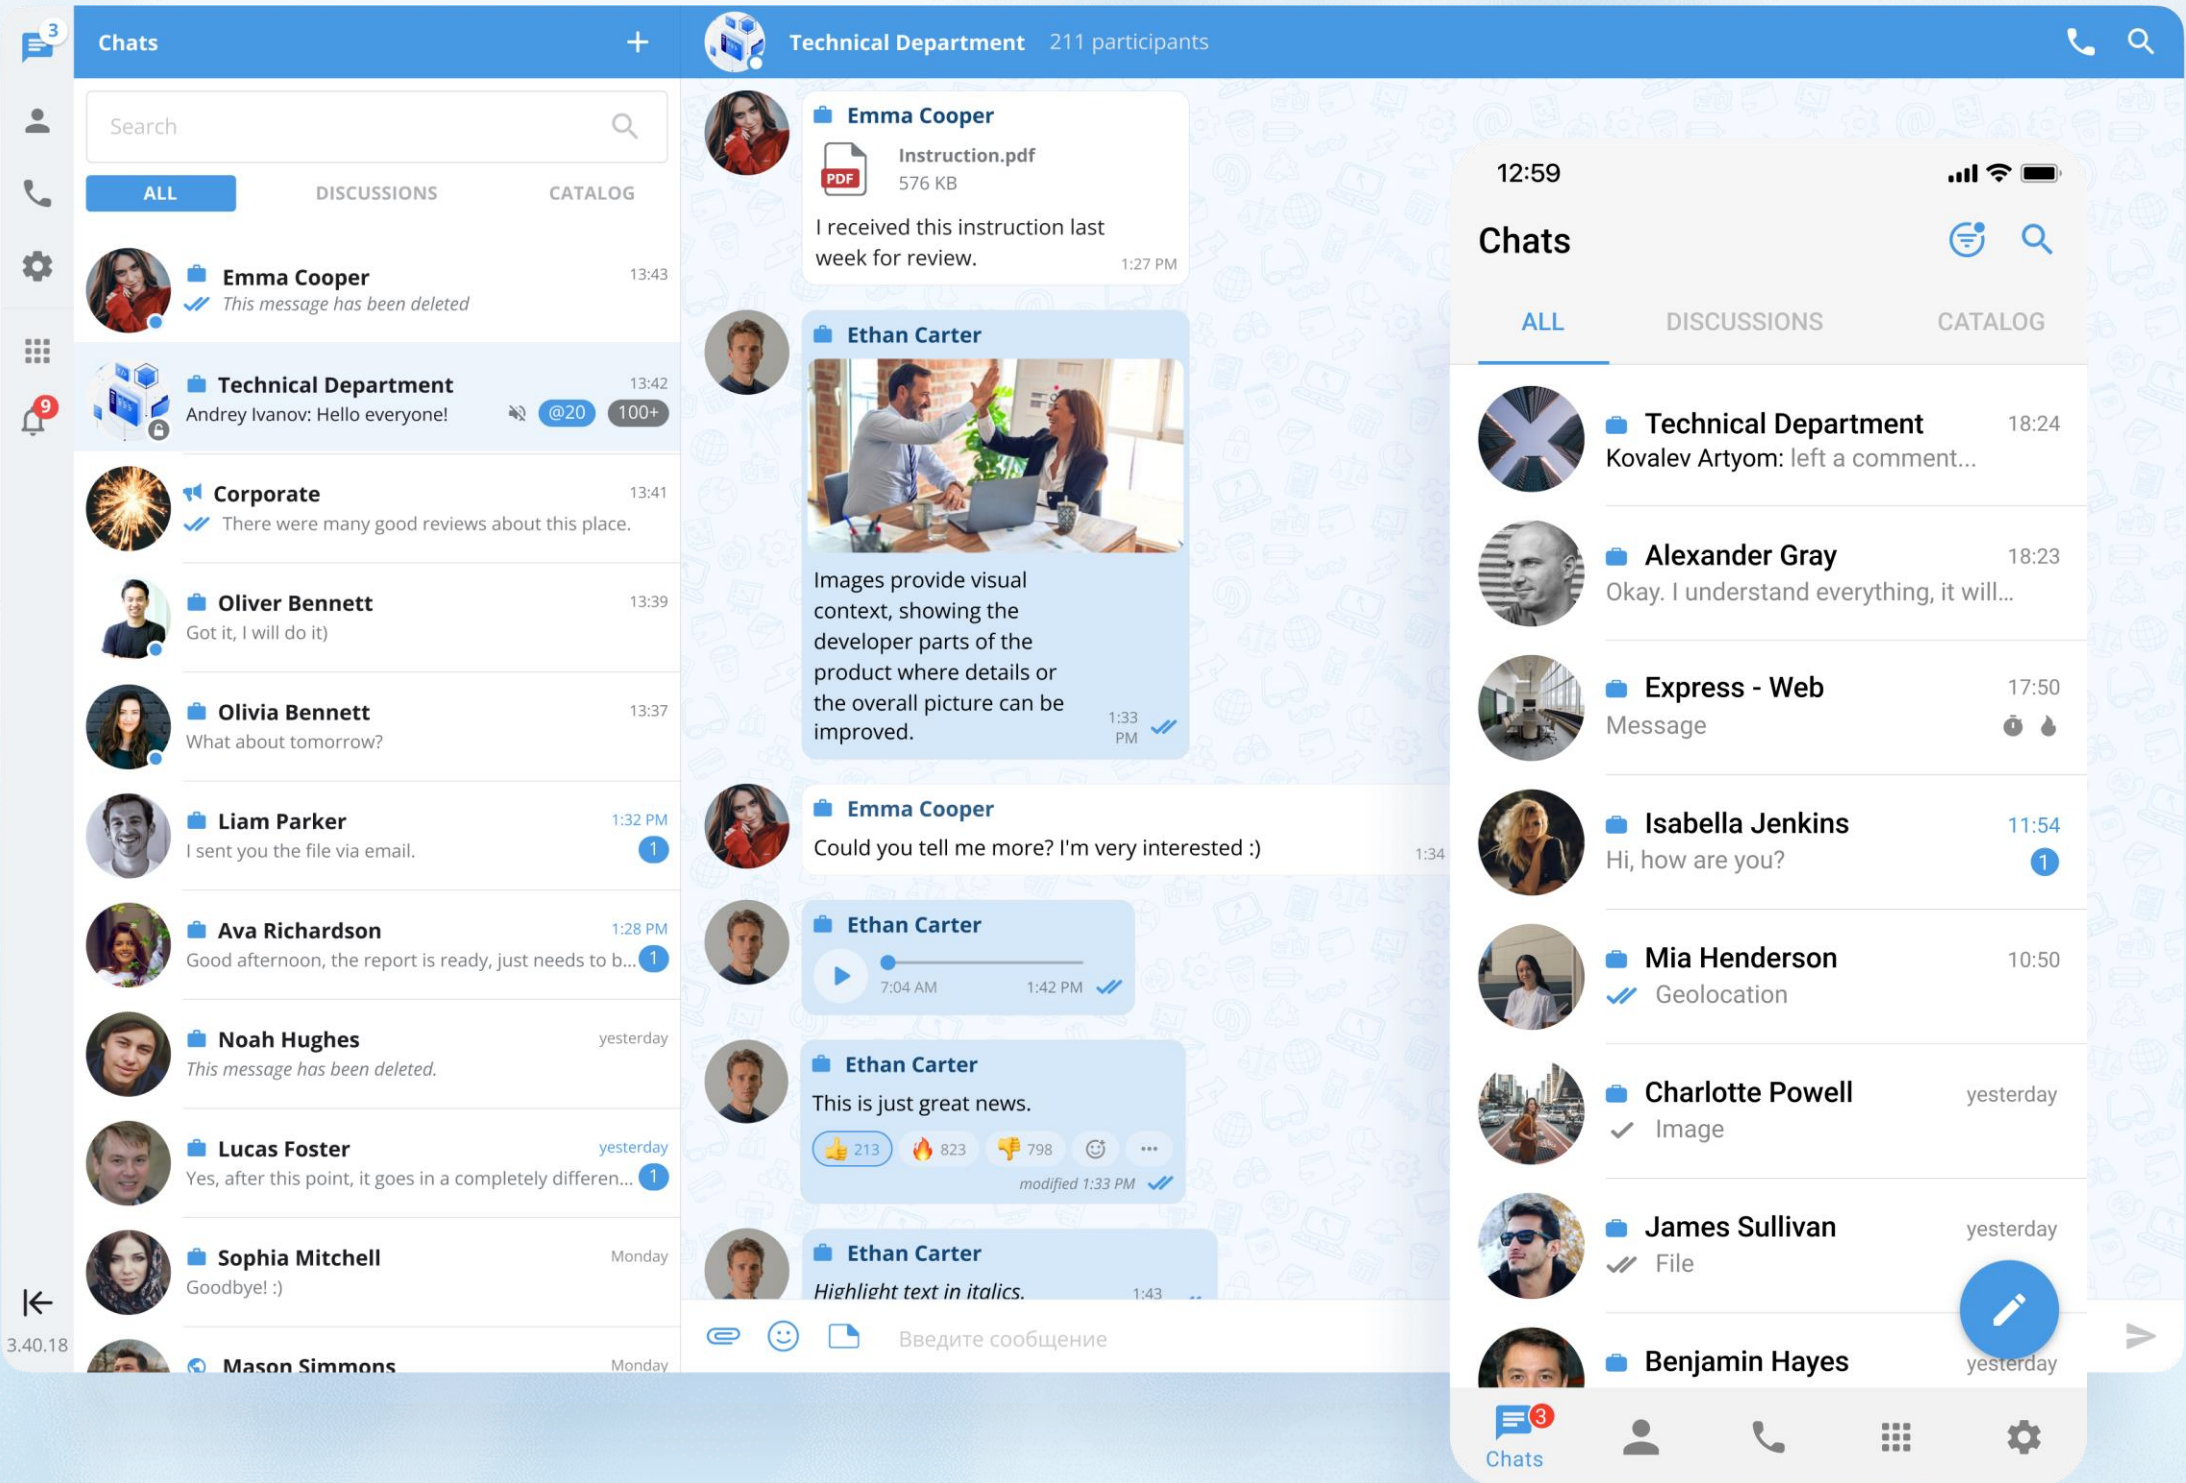 3
3.40.18
9
Chats
Search
ALL DISCUSSIONS CATALOG
Emma Cooper 13:43
This message has been deleted
Technical Department 13:42
Andrey Ivanov: Hello everyone! @20 100+
Corporate 13:41
There were many good reviews about this place.
Oliver Bennett 13:39
Got it, I will do it)
Olivia Bennett 13:37
What about tomorrow?
Liam Parker 1:32 PM
I sent you the file via email. 1
Ava Richardson 1:28 PM
Good afternoon, the report is ready, just needs to b... 1
Noah Hughes yesterday
This message has been deleted.
Lucas Foster yesterday
Yes, after this point, it goes in a completely differen... 1
Sophia Mitchell Monday
Goodbye! :)
Mason Simmons Monday
Technical Department 211 participants
Emma Cooper
PDF
Instruction.pdf
576 KB
I received this instruction last
week for review. 1:27 PM
Ethan Carter
Images provide visual
context, showing the
developer parts of the
product where details or
the overall picture can be
improved. 1:33
PM
Emma Cooper
Could you tell me more? I'm very interested :) 1:34
Ethan Carter
7:04 AM 1:42 PM
Ethan Carter
This is just great news.
213 823 798
modified 1:33 PM
Ethan Carter
Highlight text in italics. 1:43
Введите сообщение
12:59
Chats
ALL DISCUSSIONS CATALOG
Technical Department 18:24
Kovalev Artyom: left a comment...
Alexander Gray 18:23
Okay. I understand everything, it will...
Express - Web 17:50
Message
Isabella Jenkins 11:54
Hi, how are you? 1
Mia Henderson 10:50
Geolocation
Charlotte Powell yesterday
Image
James Sullivan yesterday
File
Benjamin Hayes yesterday
3
Chats